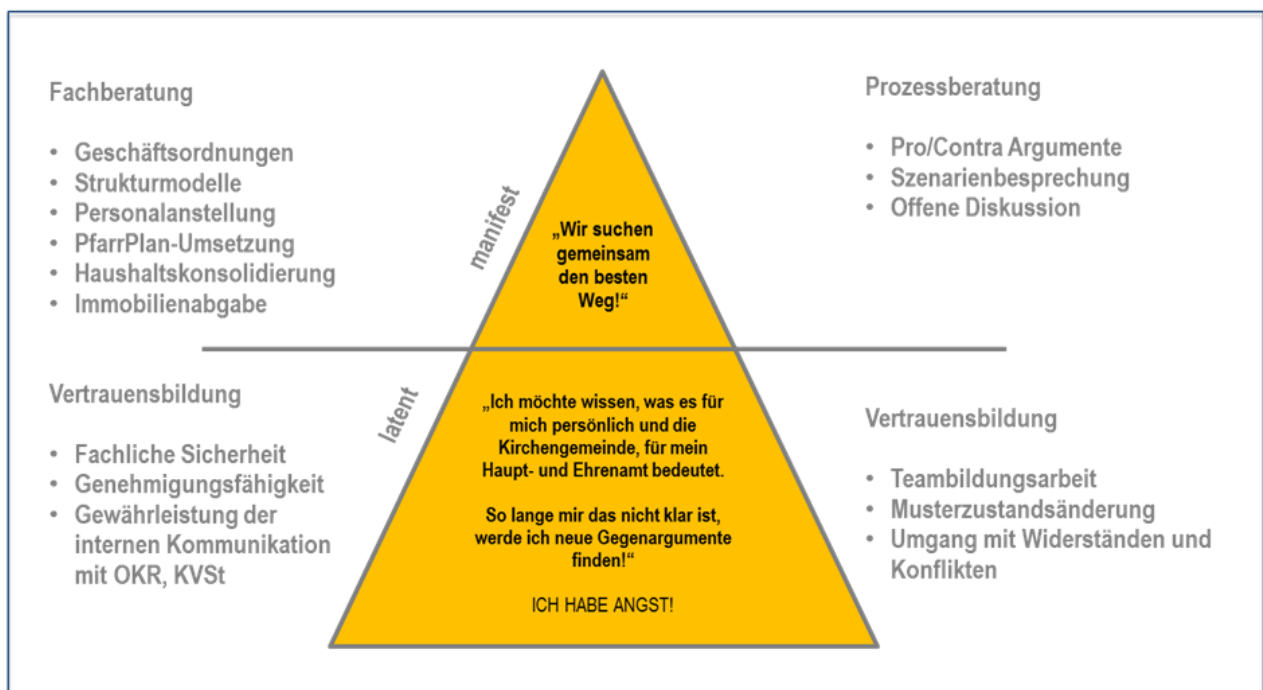 Fachberatung
• Geschäftsordnungen
• Strukturmodelle
• Personalanstellung
• PfarrPlan-Umsetzung
• Haushaltskonsolidierung
• Immobilienabgabe
manifest
„Wir suchen
gemeinsam
den besten
Weg!“
Prozessberatung
• Pro/Contra Argumente
• Szenarienbesprechung
• Offene Diskussion
Vertrauensbildung
• Fachliche Sicherheit
• Genehmigungsfähigkeit
• Gewährleistung der
internen Kommunikation
mit OKR, KVSt
latent
„Ich möchte wissen, was es für
mich persönlich und die
Kirchengemeinde, für mein
Haupt- und Ehrenamt bedeutet.
So lange mir das nicht klar ist,
werde ich neue Gegenargumente
finden!“
ICH HABE ANGST!
Vertrauensbildung
• Teambildungsarbeit
• Musterzustandsänderung
• Umgang mit Widerständen und
Konflikten